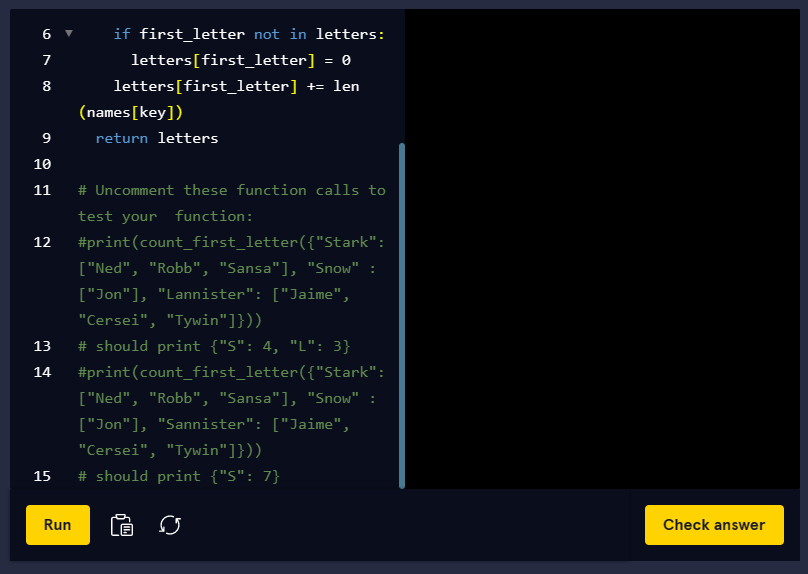 6 if first_letter not in letters:
7 letters[first_letter] = 0
8 letters[first_letter] += len
(names[key])
9 return letters
10
11 # Uncomment these function calls to
test your  function:
12 #print(count_first_letter({"Stark":
["Ned", "Robb", "Sansa"], "Snow" :
["Jon"], "Lannister": ["Jaime",
"Cersei", "Tywin"]}))
13 # should print {"S": 4, "L": 3}
14 #print(count_first_letter({"Stark":
["Ned", "Robb", "Sansa"], "Snow" :
["Jon"], "Sannister": ["Jaime",
"Cersei", "Tywin"]}))
15 # should print {"S": 7}
Run
Check answer